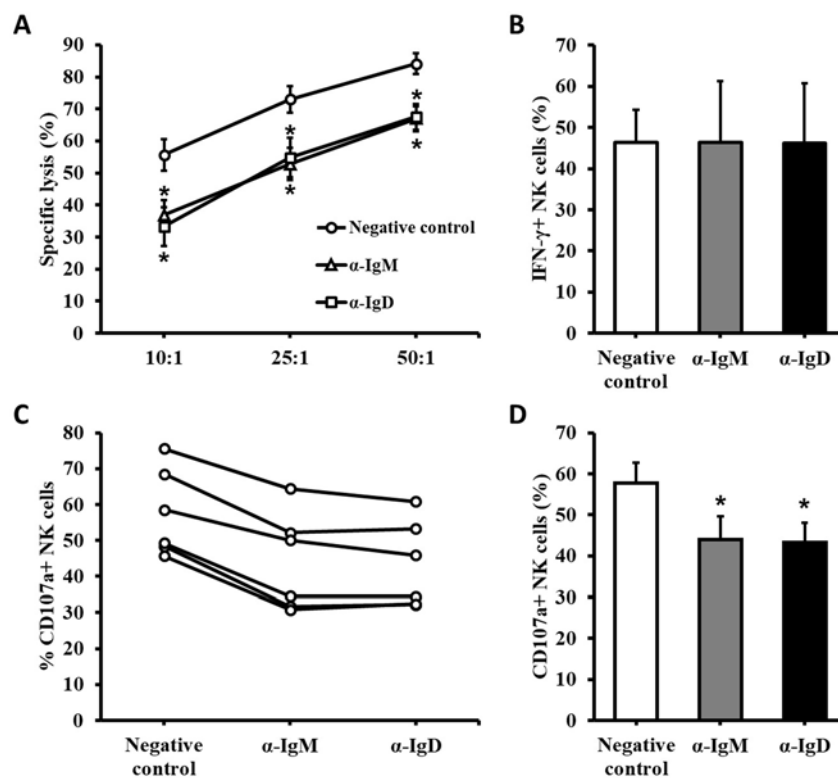 A
Specific lysis (%)
90
80
70
60
50
40
30
20
10
0
*
*
*
*
*
*
Negative control
α-IgM
α-IgD
10:1
25:1
50:1
B
IFN-γ+ NK cells (%)
70
60
50
40
30
20
10
0
Negative
control
α-IgM
α-IgD
C
% CD107a+ NK cells
80
70
60
50
40
30
20
10
0
Negative
control
α-IgM
α-IgD
D
CD107a+ NK cells (%)
70
60
50
40
30
20
10
0
*
*
Negative
control
α-IgM
α-IgD